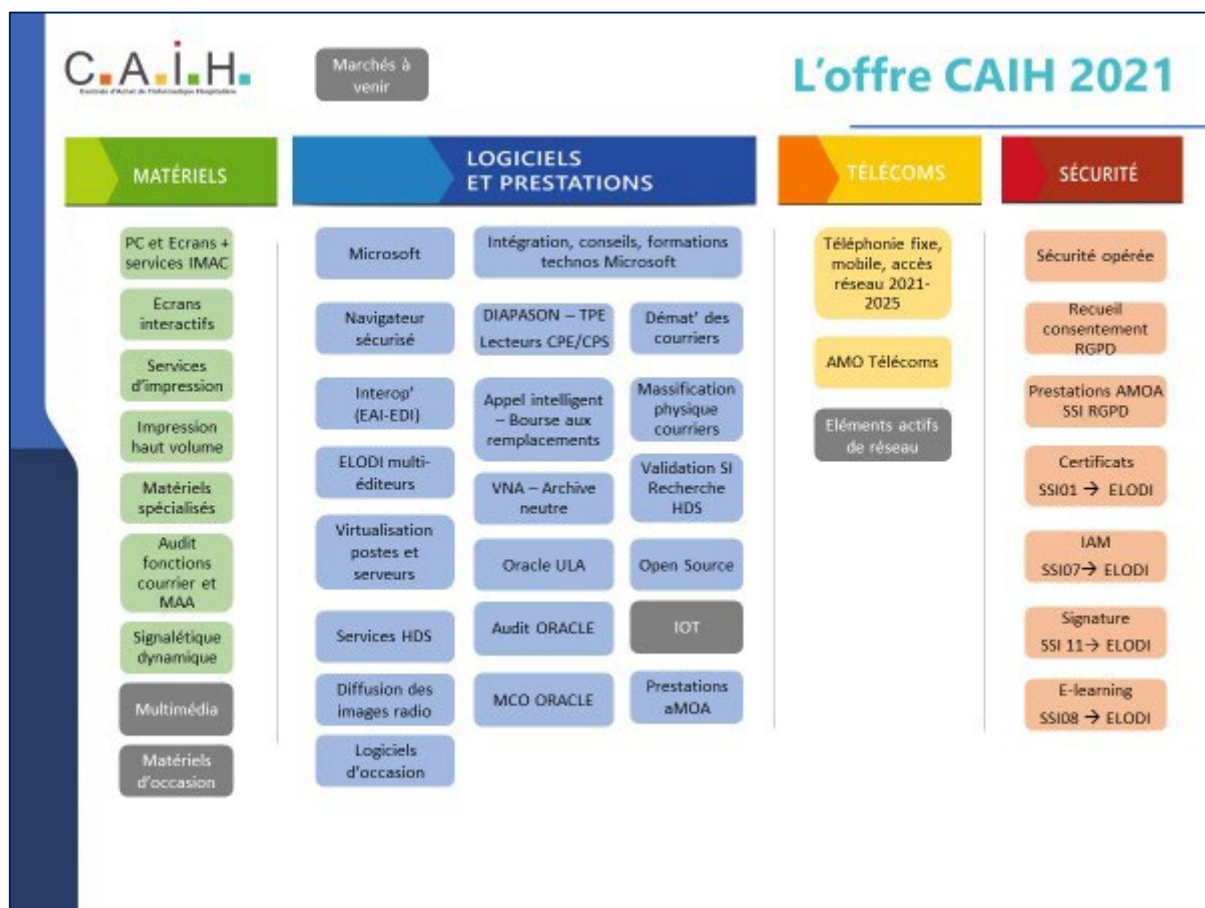 C.A.i.H.
Centrale d'Achat de l'Informatique Hospitalière
Marchés à
venir
L'offre CAIH 2021
MATÉRIELS
LOGICIELS
ET PRESTATIONS
TÉLÉCOMS
SÉCURITÉ
PC et Ecrans +
services IMAC
Ecrans
interactifs
Services
d'impression
Impression
haut volume
Matériels
spécialisés
Audit
fonctions
courrier et
MAA
Signalétique
dynamique
Multimédia
Matériels
d'occasion
Microsoft
Navigateur
sécurisé
Interop'
(EAI-EDI)
ELODI multi-
éditeurs
Virtualisation
postes et
serveurs
Services HDS
Diffusion des
images radio
Logiciels
d'occasion
Intégration, conseils, formations
technos Microsoft
DIAPASON – TPE
Lecteurs CPE/CPS
Appel intelligent
– Bourse aux
remplacements
VNA – Archive
neutre
Oracle ULA
Audit ORACLE
MCO ORACLE
Démat' des
courriers
Massification
physique
courriers
Validation SI
Recherche
HDS
Open Source
IOT
Prestations
aMOA
Téléphonie fixe,
mobile, accès
réseau 2021-
2025
AMO Télécoms
Eléments actifs
de réseau
Sécurité opérée
Recueil
consentement
RGPD
Prestations AMOA
SSI RGPD
Certificats
SSI01 → ELODI
IAM
SSI07→ ELODI
Signature
SSI 11→ ELODI
E-learning
SSI08 → ELODI